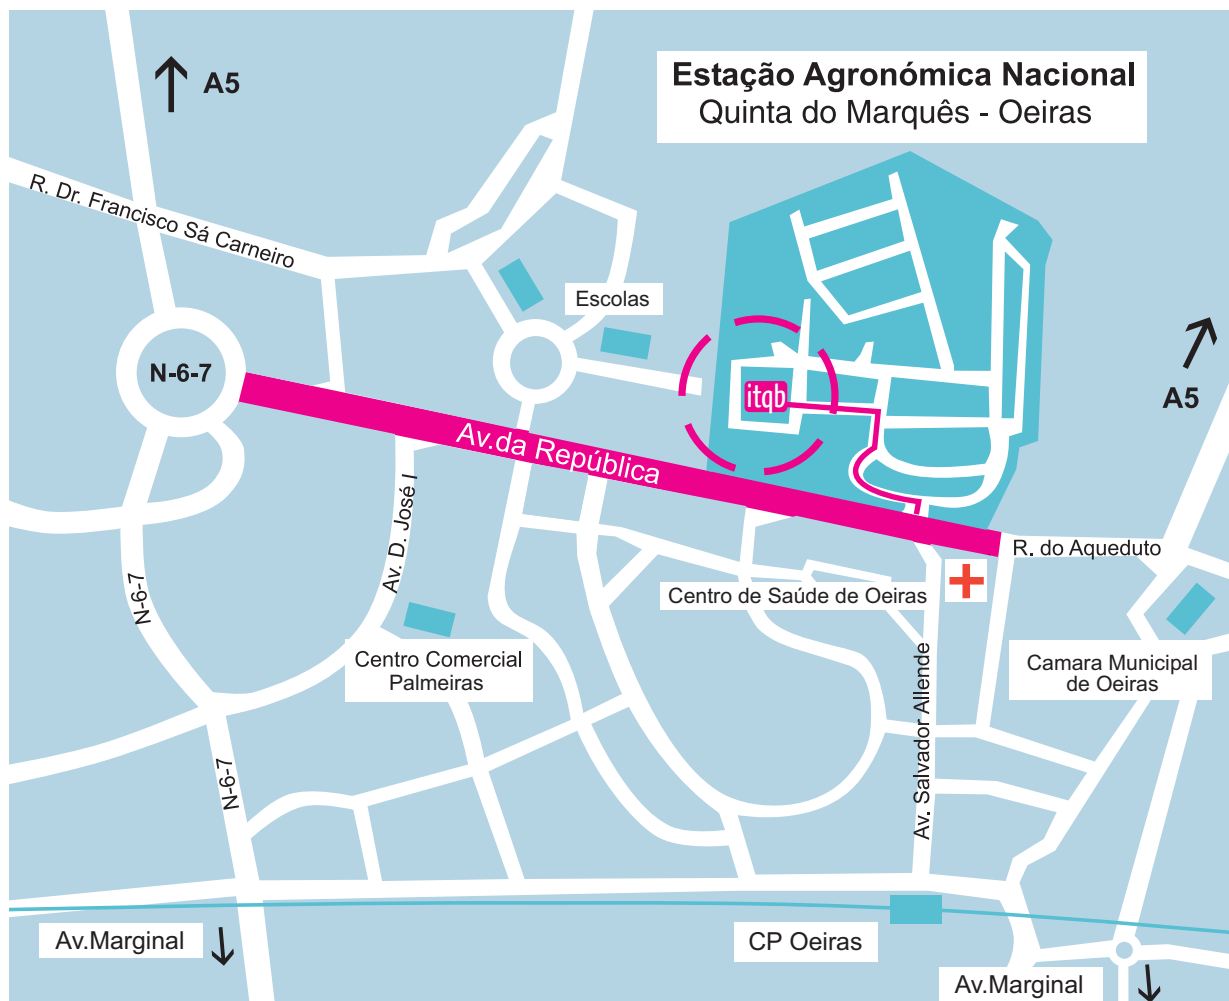 A5
Estação Agronómica Nacional
Quinta do Marquês - Oeiras
R. Dr. Francisco Sá Carneiro
Escolas
N-6-7
itqb
A5
Av.da República
Av. D. José I
R. do Aqueduto
N-6-7
Centro de Saúde de Oeiras
Centro Comercial
Palmeiras
Camara Municipal
de Oeiras
Av. Salvador Allende
N-6-7
Av.Marginal
CP Oeiras
Av.Marginal